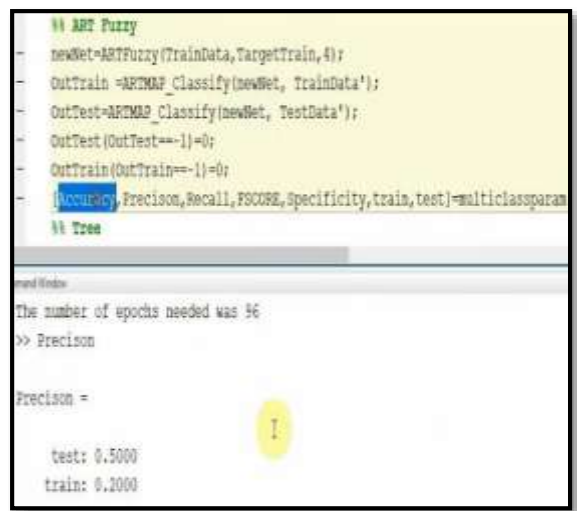 %% ART Fuzzy
newNet=ARTFuzzy(TrainData,TargetTrain,4);
OutTrain =ARTMAP_Classify(newNet, TrainData');
OutTest=ARTMAP_Classify(newNet, TestData');
OutTest(OutTest==-1)=0;
OutTrain(OutTrain==-1)=0;
[Accuracy,Precison,Recall,FSCORE,Specificity,train,test]=multiclassparam
%% Tree
mand Window
The number of epochs needed was 96
>> Precison
Precison =
test: 0.5000
train: 0.2000